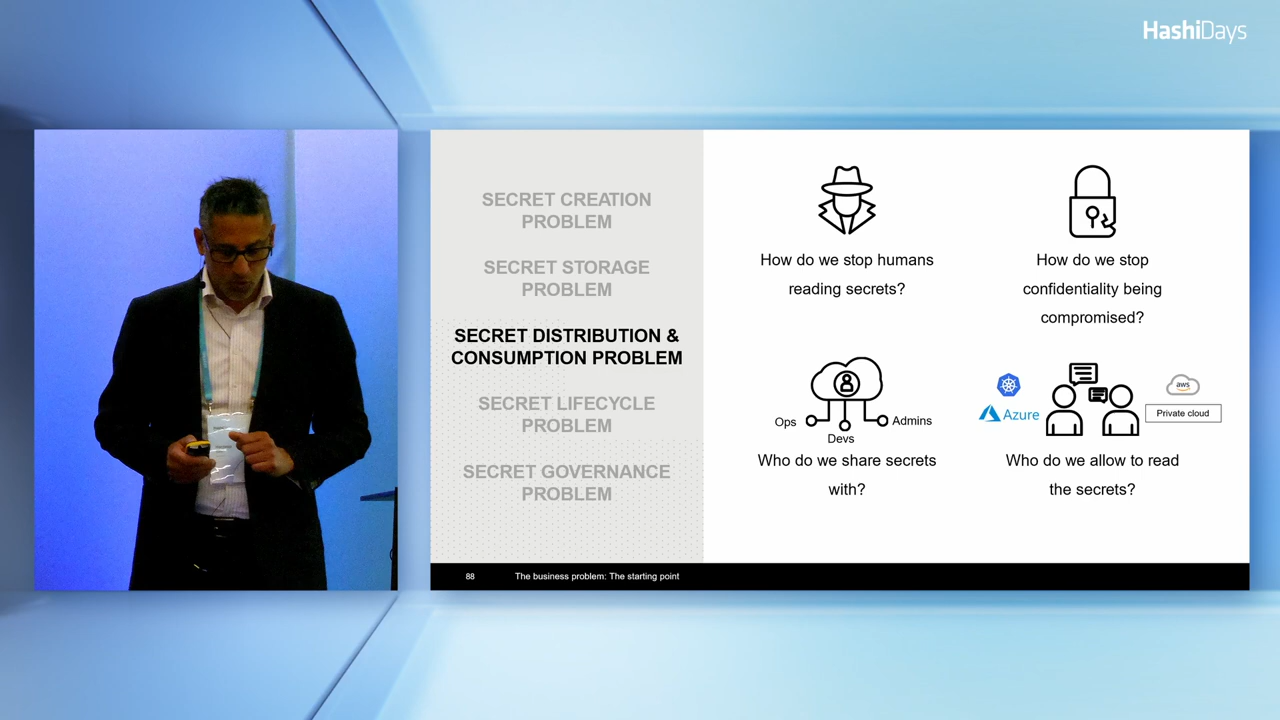 HashiDays
SECRET CREATION
PROBLEM
SECRET STORAGE
PROBLEM
SECRET DISTRIBUTION &
CONSUMPTION PROBLEM
SECRET LIFECYCLE
PROBLEM
SECRET GOVERNANCE
PROBLEM
How do we stop humans
reading secrets?
How do we stop
confidentiality being
compromised?
Ops
Devs
Admins
Who do we share secrets
with?
Azure
aws
Private cloud
Who do we allow to read
the secrets?
88
The business problem: The starting point